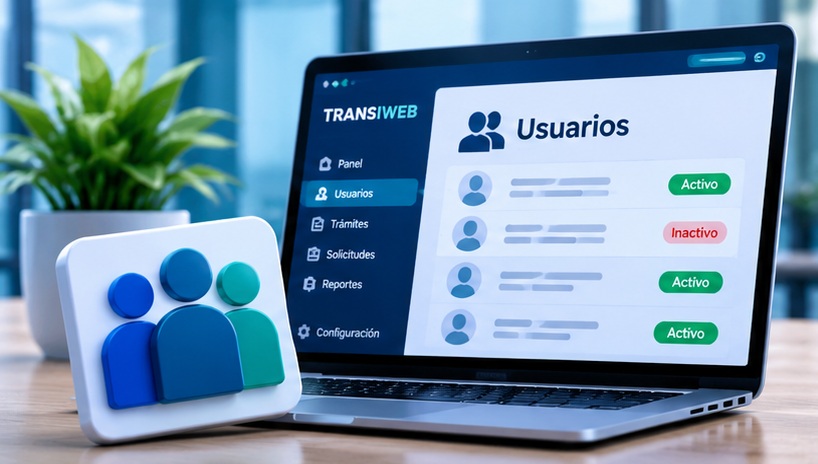 TRANSIWEB
Panel
Usuarios
Trámites
Solicitudes
Reportes
Configuración
Usuarios
Activo
Inactivo
Activo
Activo